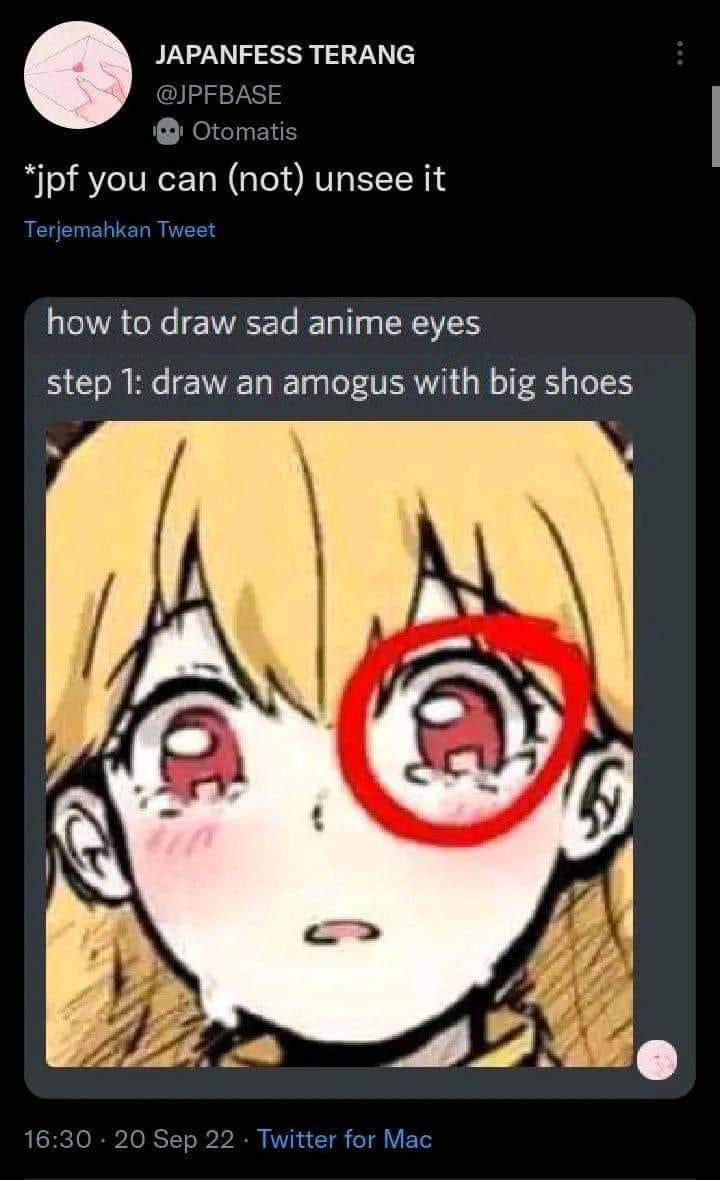 JAPANFESS TERANG
@JPFBASE
Otomatis
*jpf you can (not) unsee it
Terjemahkan Tweet
how to draw sad anime eyes
step 1: draw an amogus with big shoes
16:30 · 20 Sep 22 · Twitter for Mac